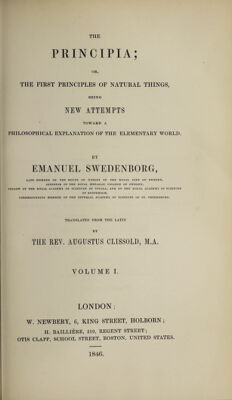 THE
PRINCIPIA;
OR,
THE FIRST PRINCIPLES OF NATURAL THINGS,
BEING
NEW ATTEMPTS
TOWARD A
PHILOSOPHICAL EXPLANATION OF THE ELEMENTARY WORLD.
BY
EMANUEL SWEDENBORG,
LATE MEMBER OF THE HOUSE OF NOBLES IN THE ROYAL DIET OF SWEDEN,
ASSESSOR OF THE ROYAL METALLIC COLLEGE OF SWEDEN,
FELLOW OF THE ROYAL ACADEMY OF SCIENCES OF UPSALA, AND OF THE ROYAL ACADEMY OF SCIENCES
OF STOCKHOLM,
CORRESPONDING MEMBER OF THE IMPERIAL ACADEMY OF SCIENCES OF ST. PETERSBURG.
TRANSLATED FROM THE LATIN
BY
THE REV. AUGUSTUS CLISSOLD, M.A.
VOLUME I.
LONDON:
W. NEWBERY, 6, KING STREET, HOLBORN;
H. BAILLIÈRE, 219, REGENT STREET;
OTIS CLAPP, SCHOOL STREET, BOSTON, UNITED STATES.
1846.